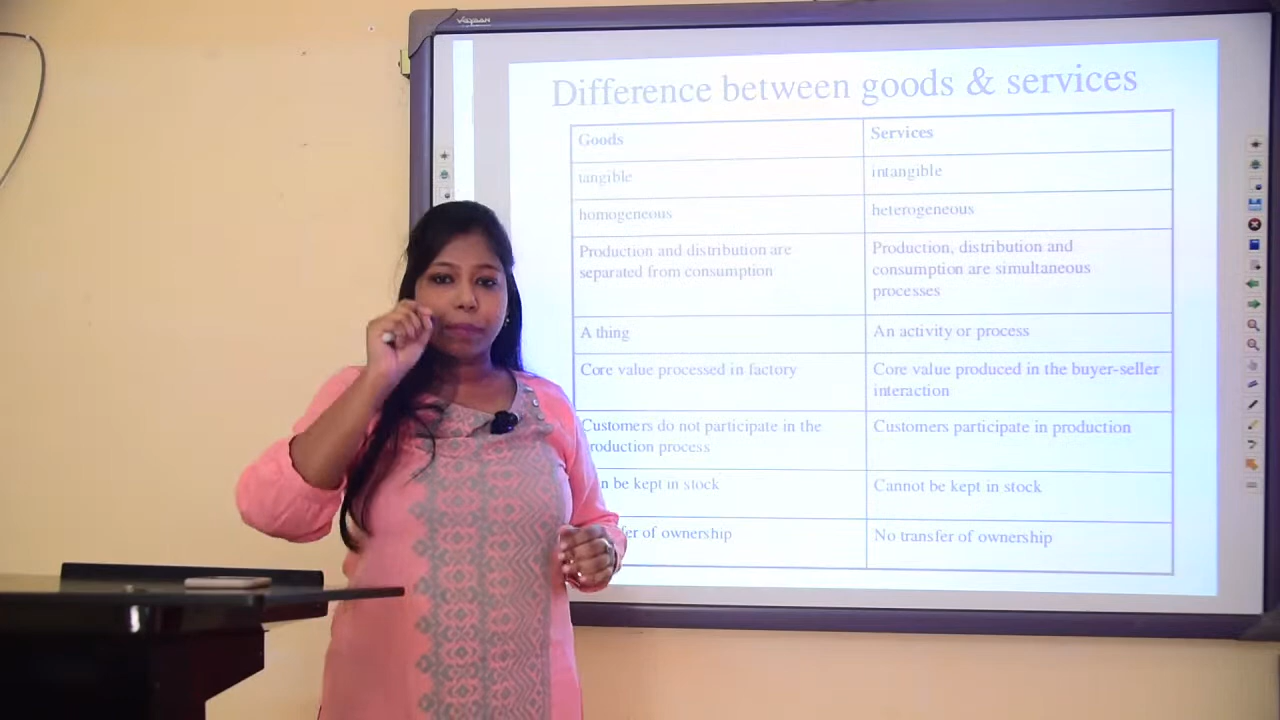 vizyaan
Difference between goods & services
Goods
Services
tangible
intangible
homogeneous
heterogeneous
Production and distribution are
separated from consumption
Production, distribution and
consumption are simultaneous
processes
A thing
An activity or process
Core value processed in factory
Core value produced in the buyer-seller
interaction
Customers do not participate in the
roduction process
Customers participate in production
n be kept in stock
Cannot be kept in stock
fer of ownership
No transfer of ownership